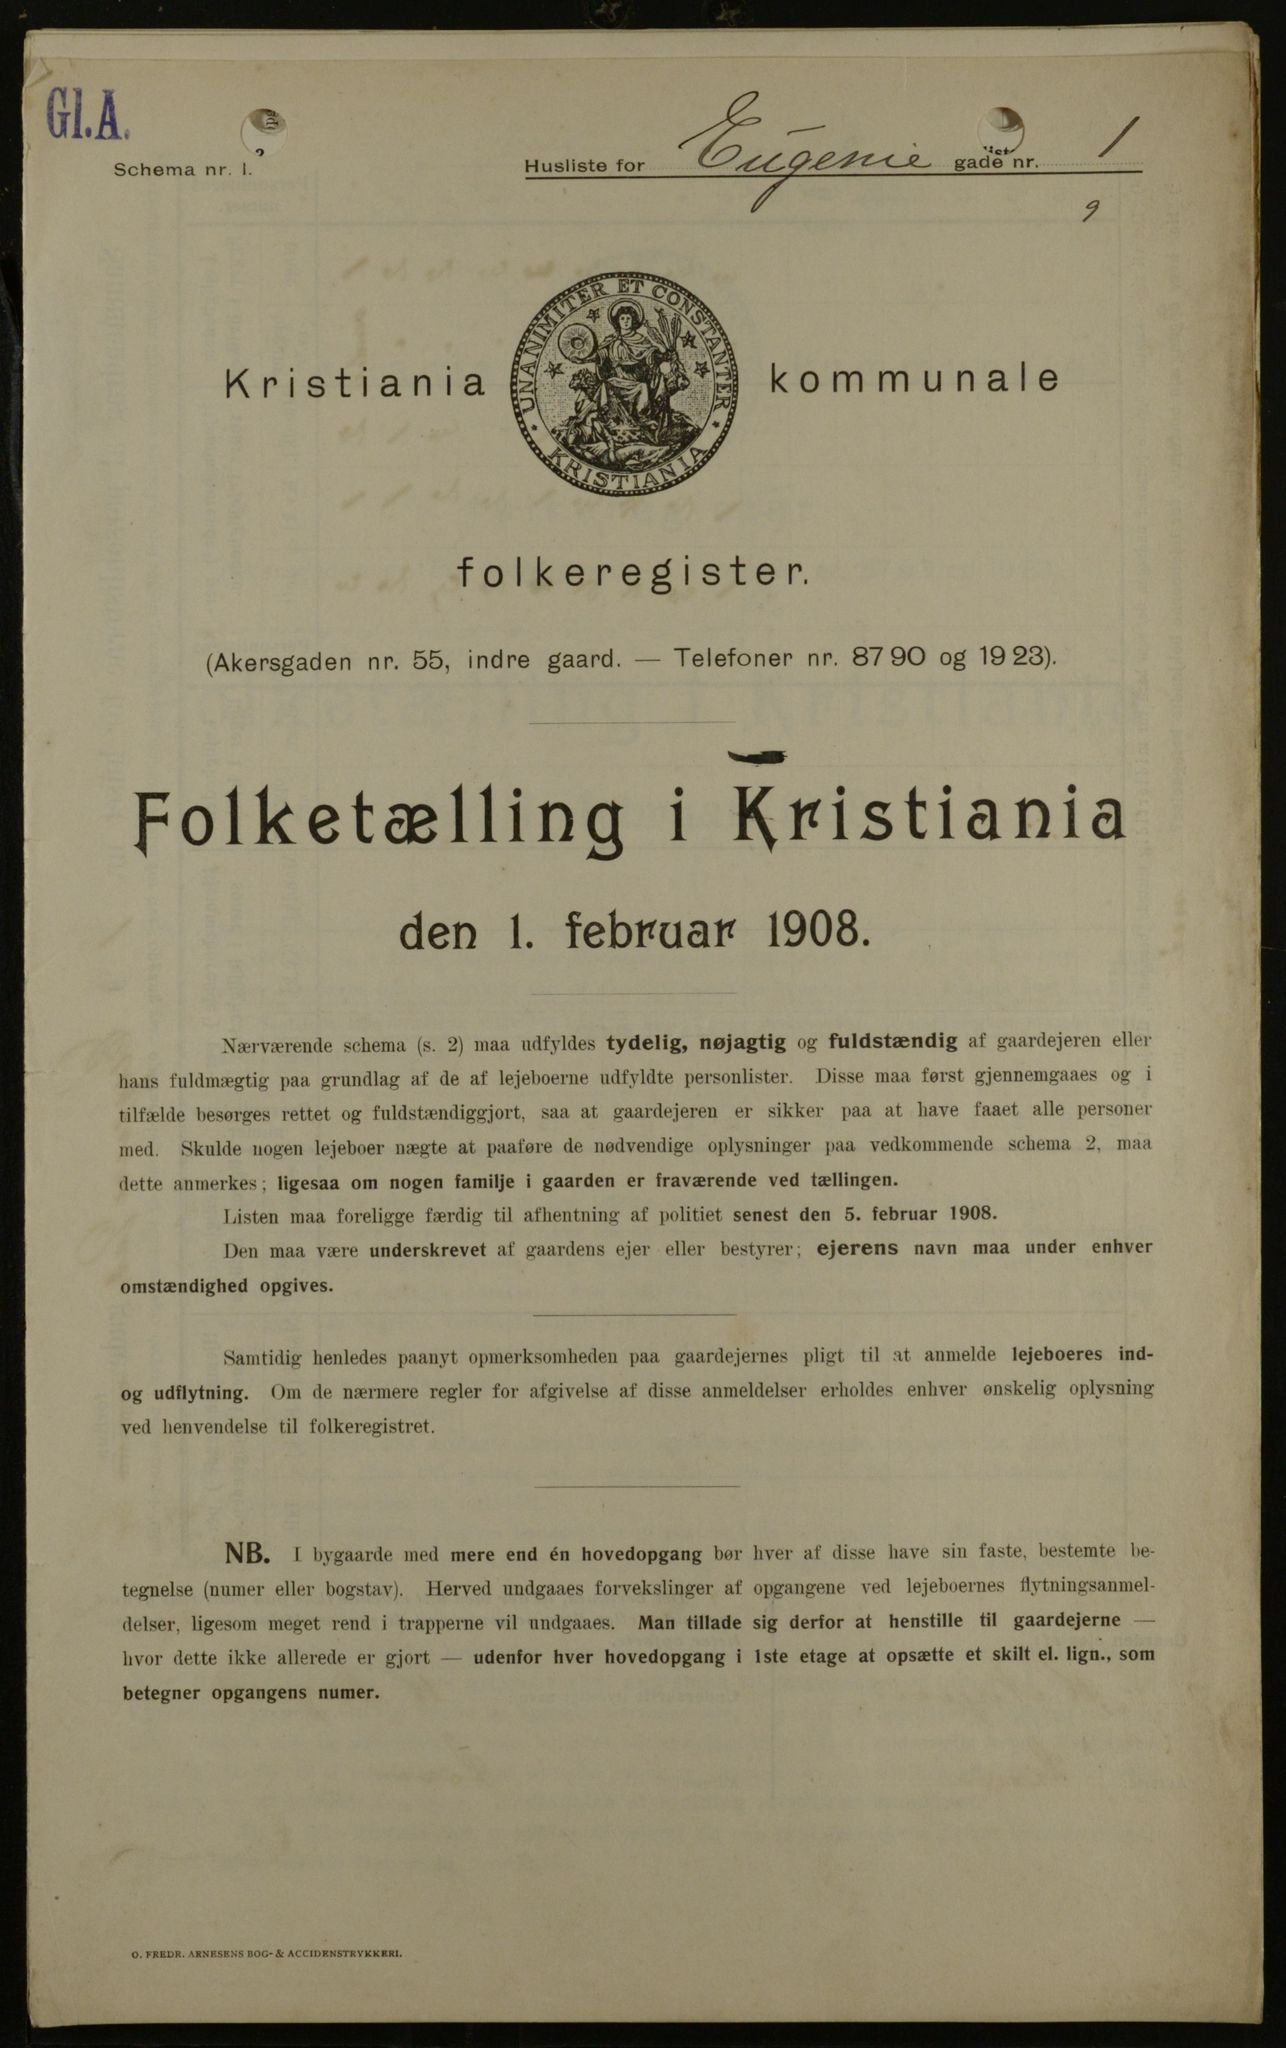 Gl.A.
Schema nr. 1.
Husliste for Eugenie gade nr. 1
9
UNANIMITER ET CONSTANTER
KRISTIANIA
Kristiania kommunale
folkeregister.
(Akersgaden nr. 55, indre gaard. — Telefoner nr. 8790 og 1923).
Folketælling i Kristiania
den 1. februar 1908.
Nærværende schema (s. 2) maa udfyldes tydelig, nøjagtig og fuldstændig af gaardejeren eller
hans fuldmægtig paa grundlag af de af lejeboerne udfyldte personlister. Disse maa først gjennemgaaes og i
tilfælde besørges rettet og fuldstændiggjort, saa at gaardejeren er sikker paa at have faaet alle personer
med. Skulde nogen lejeboer nægte at paaføre de nødvendige oplysninger paa vedkommende schema 2, maa
dette anmerkes; ligesaa om nogen familje i gaarden er fraværende ved tællingen.
Listen maa foreligge færdig til afhentning af politiet senest den 5. februar 1908.
Den maa være underskrevet af gaardens ejer eller bestyrer; ejerens navn maa under enhver
omstændighed opgives.
Samtidig henledes paanyt opmerksomheden paa gaardejernes pligt til at anmelde lejeboeres ind-
og udflytning. Om de nærmere regler for afgivelse af disse anmeldelser erholdes enhver ønskelig oplysning
ved henvendelse til folkeregistret.
NB. I bygaarde med mere end én hovedopgang bør hver af disse have sin faste, bestemte be-
tegnelse (numer eller bogstav). Herved undgaaes forvekslinger af opgangene ved lejeboernes flytningsanmel-
delser, ligesom meget rend i trapperne vil undgaaes. Man tillade sig derfor at henstille til gaardejerne —
hvor dette ikke allerede er gjort — udenfor hver hovedopgang i 1ste etage at opsætte et skilt el. lign., som
betegner opgangens numer.
O. FREDR. ARNESENS BOG- & ACCIDENSTRYKKERI.